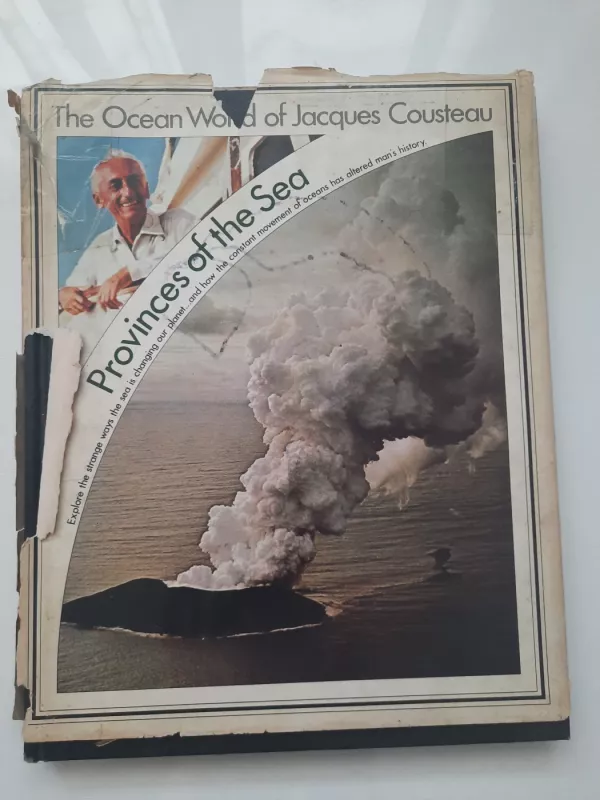 The Ocean World of Jacques Cousteau
Provinces of the Sea
Explore the strange ways the sea is changing our planet...and how the constant movement of oceans has altered man's history.